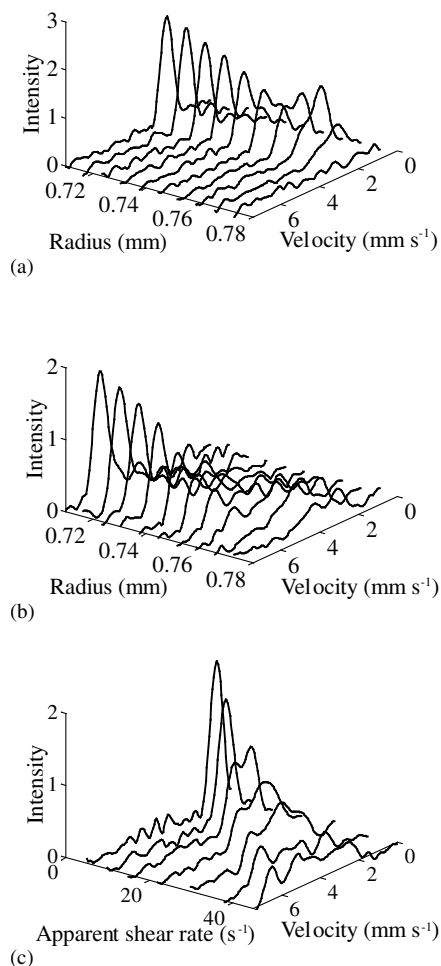 3
2
Intensity
1
0
0.72
0.74
0.76
0.78
6
4
2
0
Radius (mm)
Velocity (mm s⁻¹)
(a)
2
Intensity
1
0
0.72
0.74
0.76
0.78
6
4
2
0
Radius (mm)
Velocity (mm s⁻¹)
(b)
2
Intensity
1
0
0
20
40
6
4
2
0
Apparent shear rate (s⁻¹)
Velocity (mm s⁻¹)
(c)